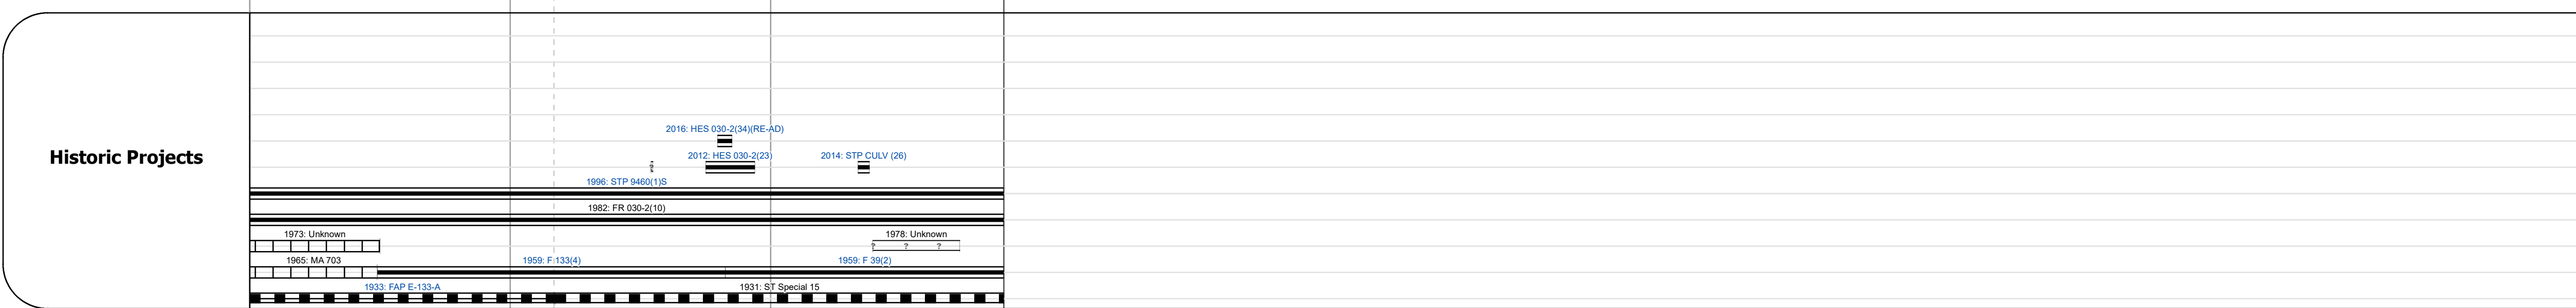 2016: HES 030-2(34)(RE-AD)
2012: HES 030-2(23)
2014: STP CULV (26)
?
Historic Projects
1996: STP 9460(1)S
1982: FR 030-2(10)
1973: Unknown
1978: Unknown
? ? ?
1965: MA 703
1959: F 133(4)
1959: F 39(2)
1933: FAP E-133-A
1931: ST Special 15